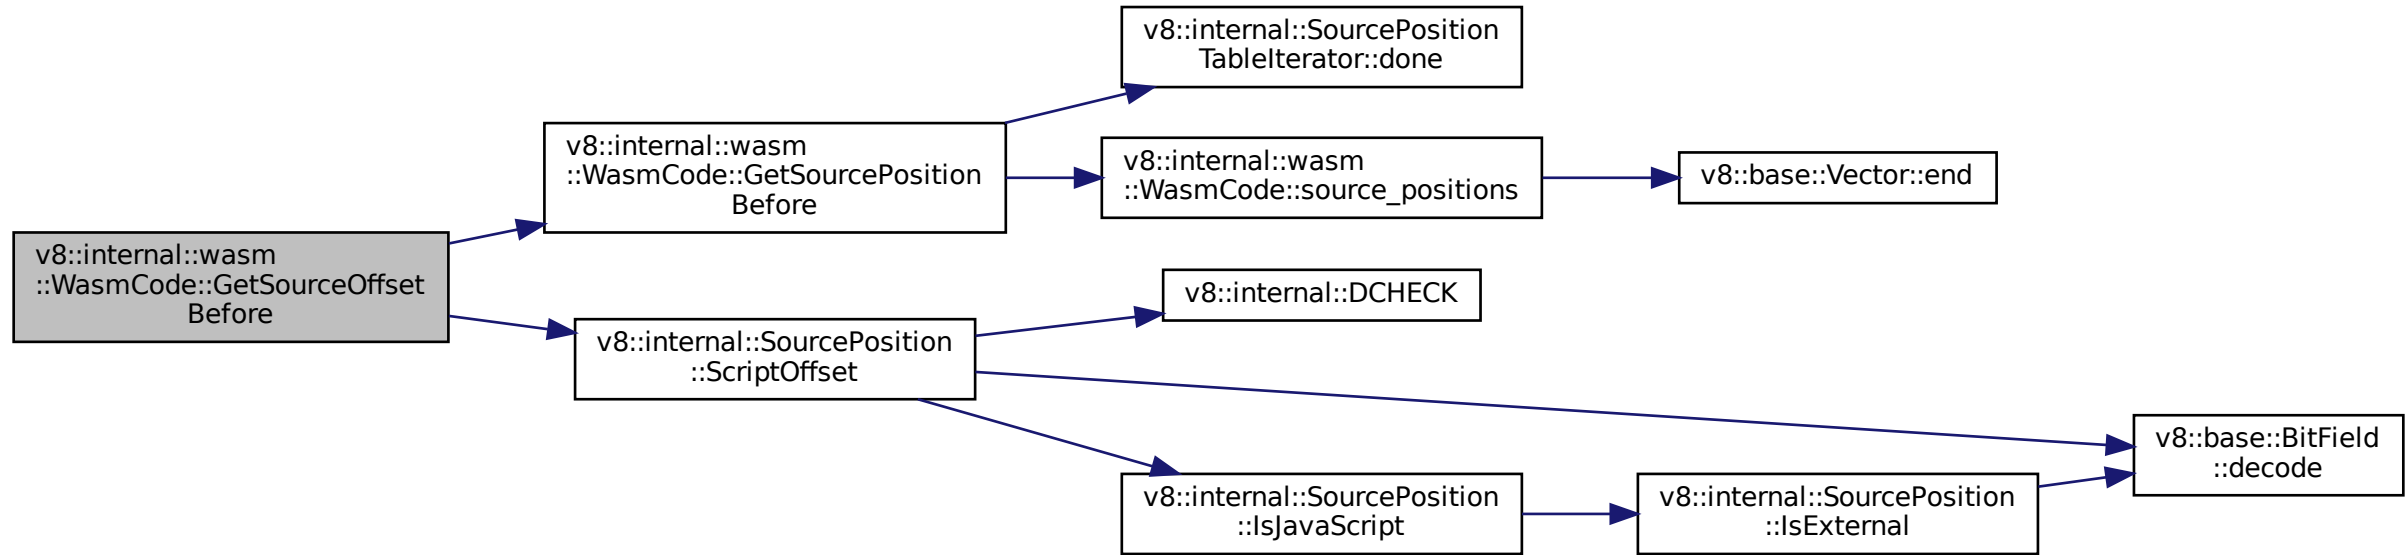 v8::internal::wasm
::WasmCode::GetSourceOffset
Before
v8::internal::wasm
::WasmCode::GetSourcePosition
Before
v8::internal::SourcePosition
TableIterator::done
v8::internal::wasm
::WasmCode::source_positions
v8::base::Vector::end
v8::internal::SourcePosition
::ScriptOffset
v8::internal::DCHECK
v8::base::BitField
::decode
v8::internal::SourcePosition
::IsJavaScript
v8::internal::SourcePosition
::IsExternal